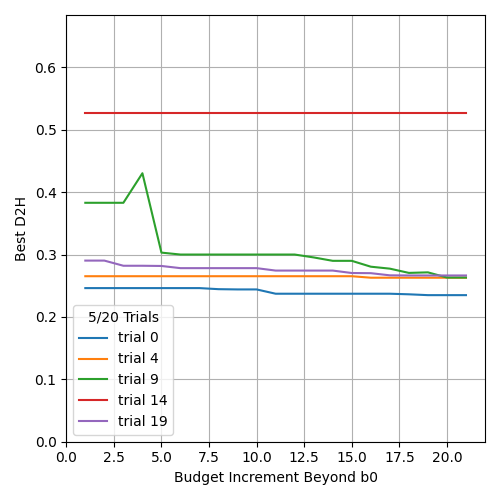 0.6
0.5
0.4
0.3
0.2
0.1
0.0
Best D2H
5/20 Trials
trial 0
trial 4
trial 9
trial 14
trial 19
0.0 2.5 5.0 7.5 10.0 12.5 15.0 17.5 20.0
Budget Increment Beyond b0